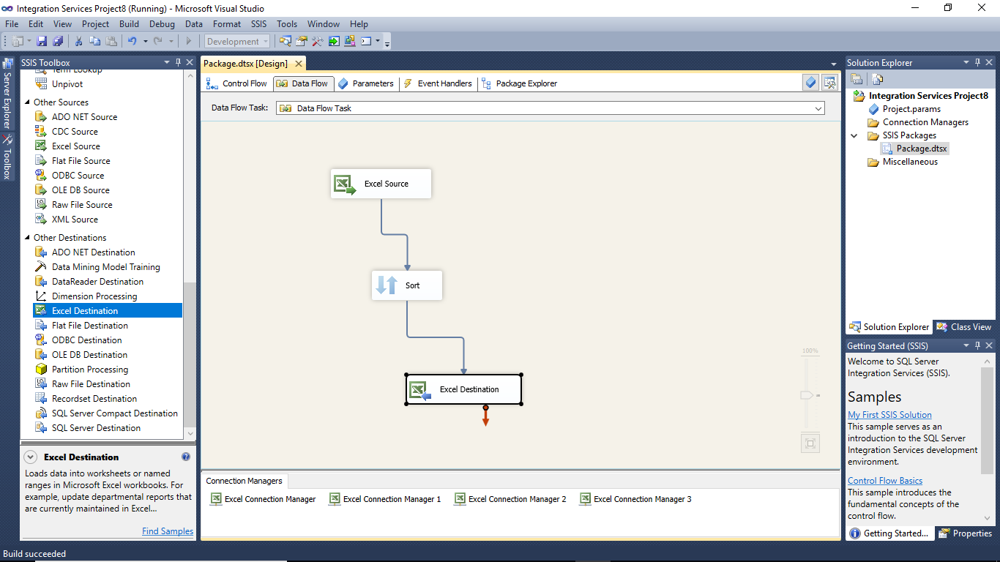 Integration Services Project8 (Running) - Microsoft Visual Studio
File Edit View Project Build Debug Data Format SSIS Tools Window Help
Development
Server Explorer
Toolbox
SSIS Toolbox
Term Lookup
Unpivot
Other Sources
ADO NET Source
CDC Source
Excel Source
Flat File Source
ODBC Source
OLE DB Source
Raw File Source
XML Source
Other Destinations
ADO NET Destination
Data Mining Model Training
DataReader Destination
Dimension Processing
Excel Destination
Flat File Destination
ODBC Destination
OLE DB Destination
Partition Processing
Raw File Destination
Recordset Destination
SQL Server Compact Destination
SQL Server Destination
Excel Destination
Loads data into worksheets or named
ranges in Microsoft Excel workbooks. For
example, update departmental reports that
are currently maintained in Excel...
Find Samples
Package.dtsx [Design]
Control Flow Data Flow Parameters Event Handlers Package Explorer
Data Flow Task: Data Flow Task
Excel Source
Sort
Excel Destination
100%
Connection Managers
Excel Connection Manager Excel Connection Manager 1 Excel Connection Manager 2 Excel Connection Manager 3
Solution Explorer
Integration Services Project8
Project.params
Connection Managers
SSIS Packages
Package.dtsx
Miscellaneous
Solution Explorer Class View
Getting Started (SSIS)
Welcome to SQL Server
Integration Services (SSIS).
Samples
My First SSIS Solution
This sample serves as an
introduction to the SQL Server
Integration Services development
environment.
Control Flow Basics
This sample introduces the
fundamental concepts of the
control flow.
Getting Started... Properties
Build succeeded